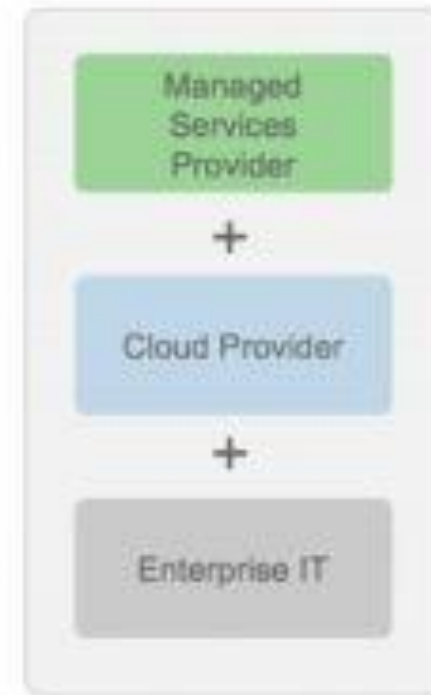 Managed
Services
Provider
+
Cloud Provider
+
Enterprise IT